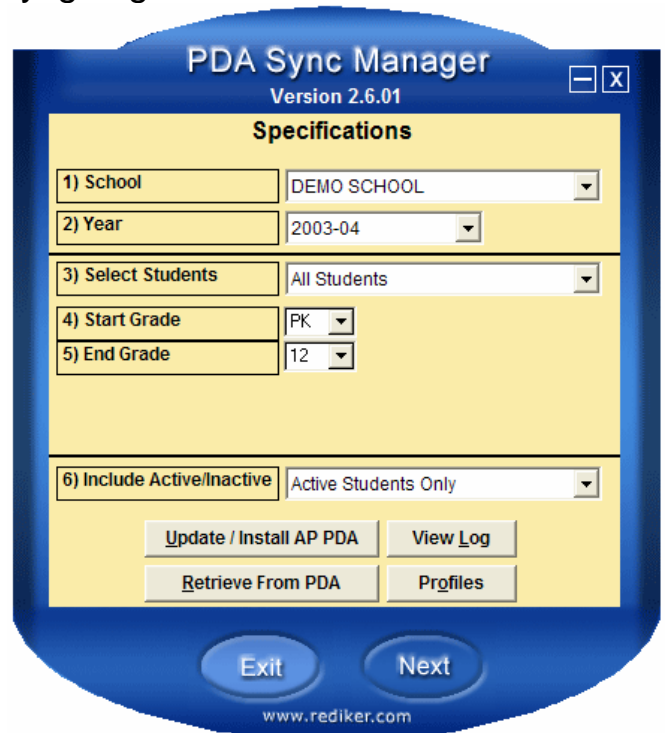 PDA Sync Manager
X
Version 2.6.01
Specifications
1) School DEMO SCHOOL
2) Year 2003-04
3) Select Students All Students
4) Start Grade PK
5) End Grade 12
6) Include Active/Inactive Active Students Only
Update / Install AP PDA View Log
Retrieve From PDA Profiles
Exit Next
www.rediker.com